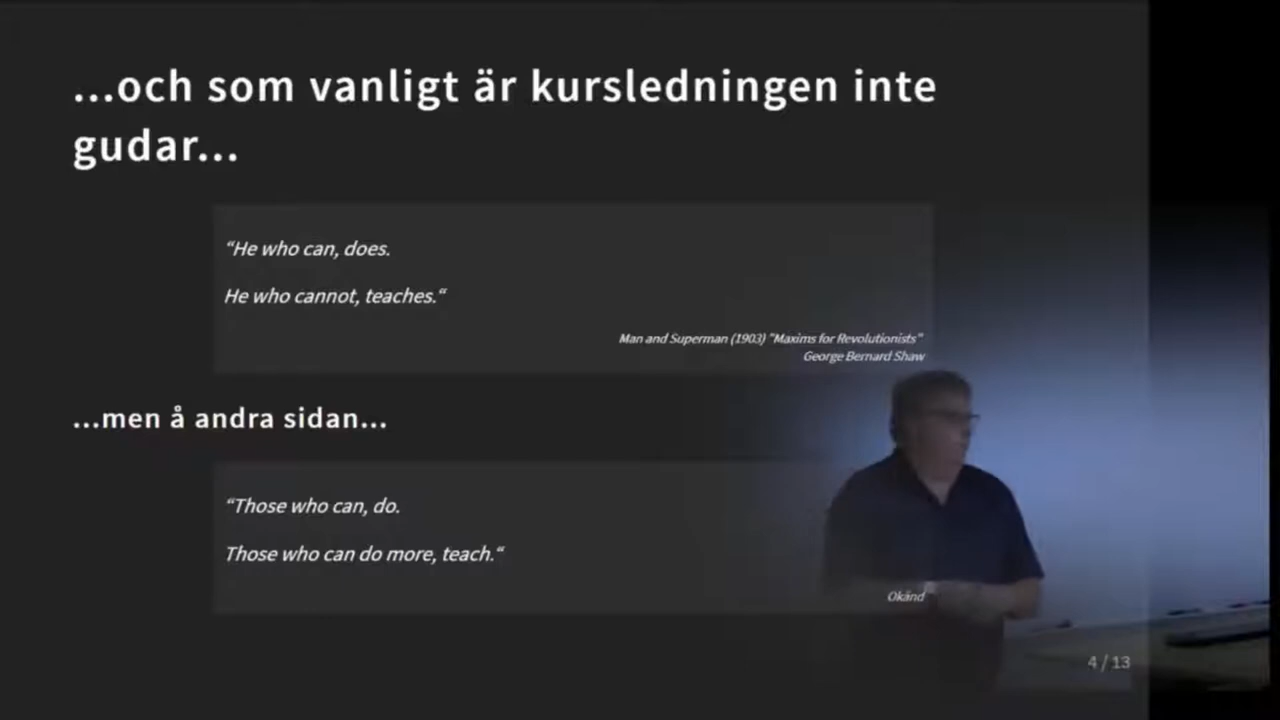 ...och som vanligt är kursledningen inte
gudar...
“He who can, does.
He who cannot, teaches.“
Man and Superman (1903) "Maxims for Revolutionists"
George Bernard Shaw
...men å andra sidan...
“Those who can, do.
Those who can do more, teach.“
Okänd
4 / 13